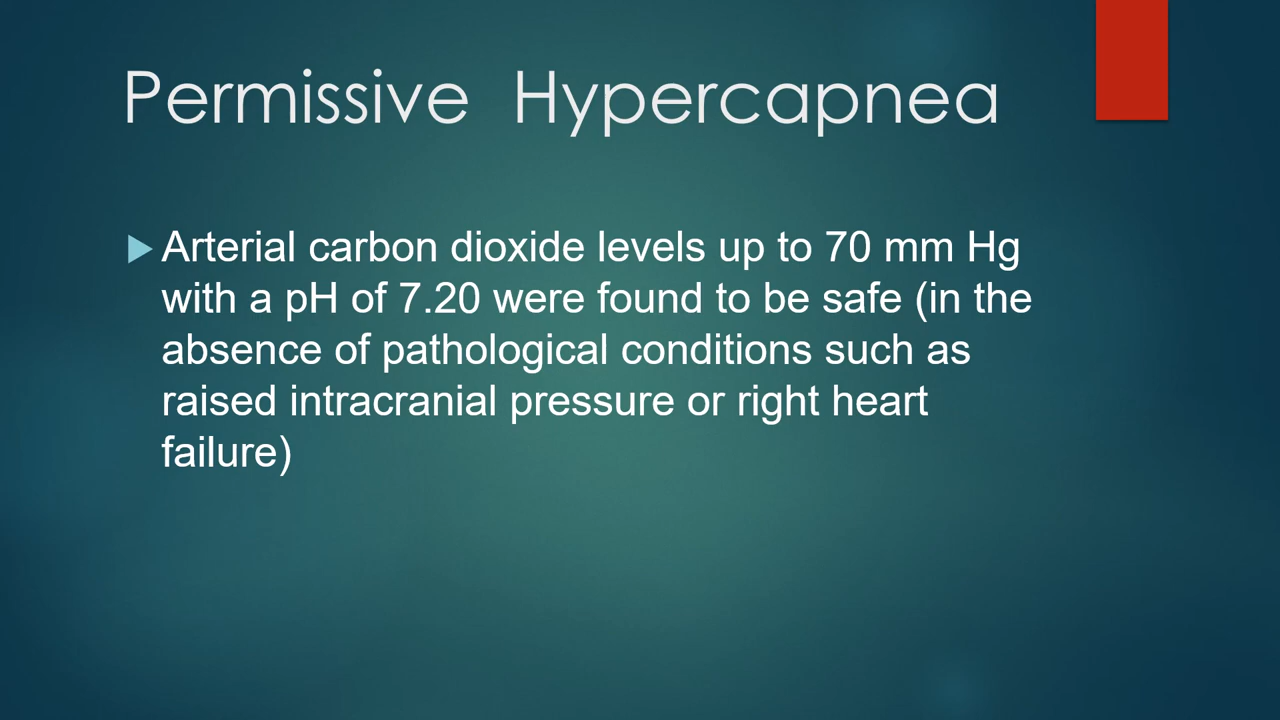 Permissive Hypercapnea
Arterial carbon dioxide levels up to 70 mm Hg
with a pH of 7.20 were found to be safe (in the
absence of pathological conditions such as
raised intracranial pressure or right heart
failure)